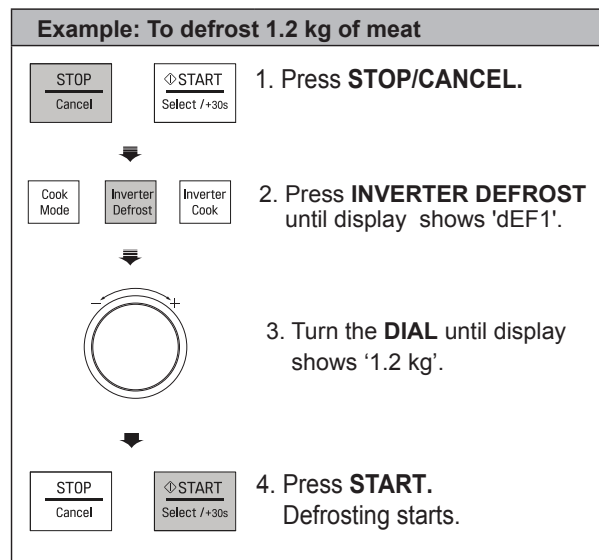 Example: To defrost 1.2 kg of meat
STOP
Cancel
START
Select /+30s
1. Press STOP/CANCEL.
Cook
Mode
Inverter
Defrost
Inverter
Cook
2. Press INVERTER DEFROST
until display shows 'dEF1'.
- +
3. Turn the DIAL until display
shows ‘1.2 kg’.
STOP
Cancel
START
Select /+30s
4. Press START.
Defrosting starts.